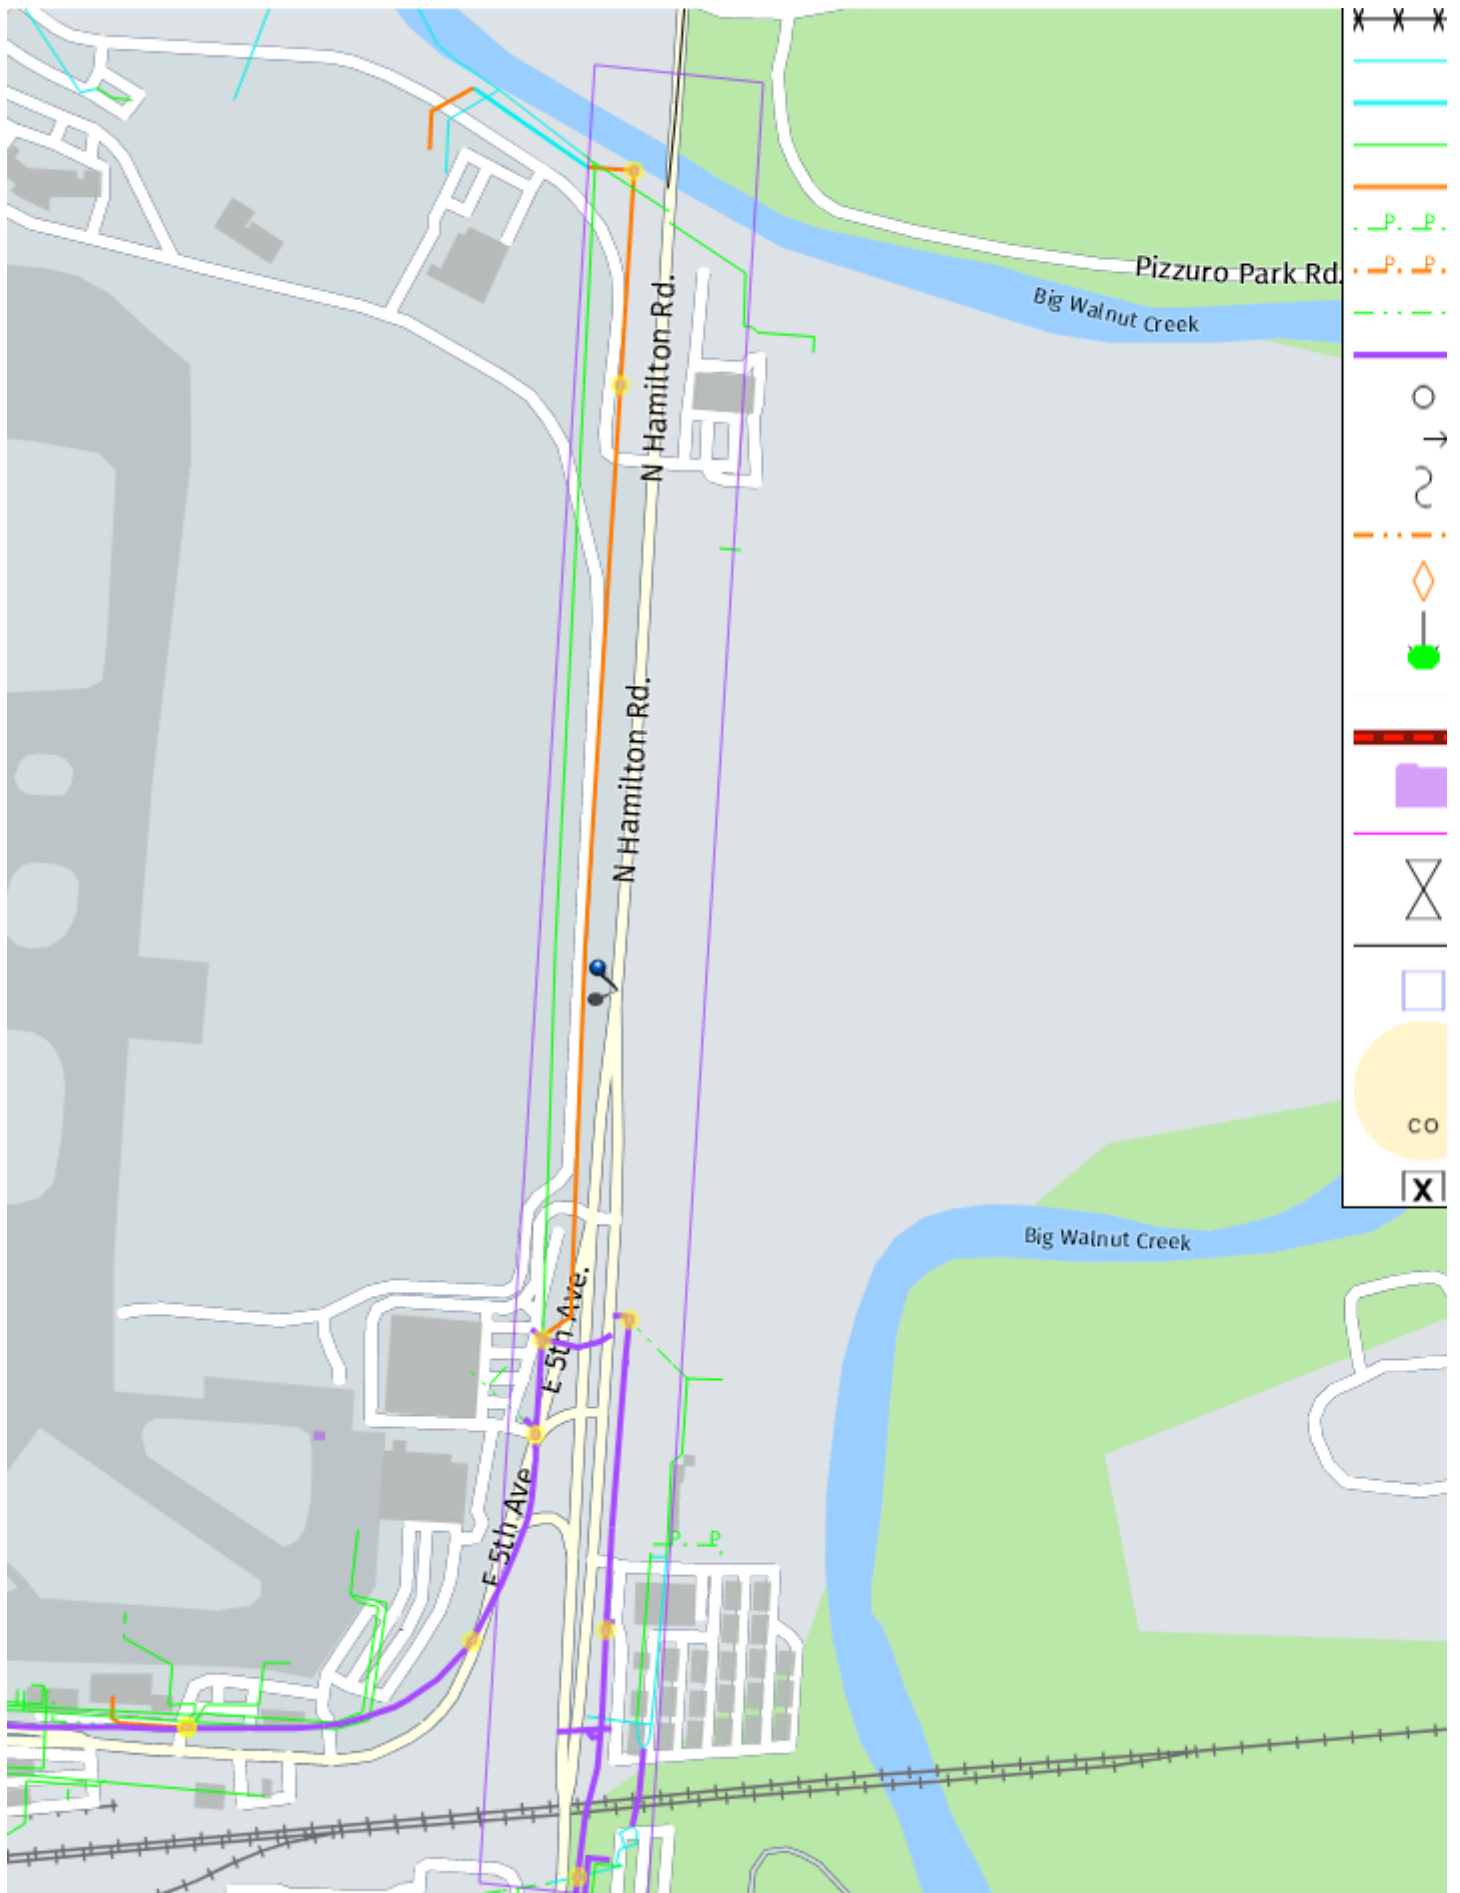 Pizzuro Park Rd.
Big Walnut Creek
N Hamilton Rd.
P P
P P
N Hamilton Rd.
CO
X
Big Walnut Creek
E 5th Ave.
E 5th Ave
P P